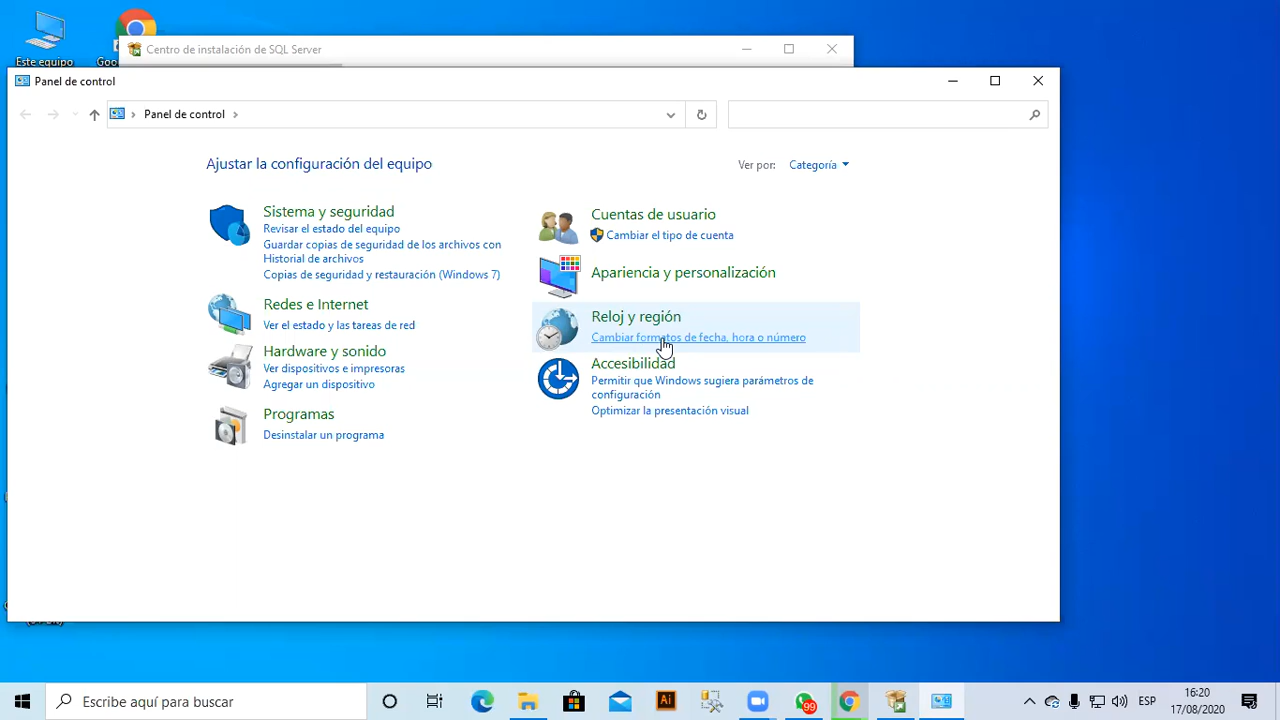 Este equipo
Goo
Centro de instalación de SQL Server
Panel de control
Panel de control
Ajustar la configuración del equipo
Ver por:
Categoría
Sistema y seguridad
Revisar el estado del equipo
Guardar copias de seguridad de los archivos con
Historial de archivos
Copias de seguridad y restauración (Windows 7)
Redes e Internet
Ver el estado y las tareas de red
Hardware y sonido
Ver dispositivos e impresoras
Agregar un dispositivo
Programas
Desinstalar un programa
Cuentas de usuario
Cambiar el tipo de cuenta
Apariencia y personalización
Reloj y región
Cambiar formatos de fecha, hora o número
Accesibilidad
Permitir que Windows sugiera parámetros de
configuración
Optimizar la presentación visual
Escribe aquí para buscar
Ai
99
ESP
16:20
17/08/2020